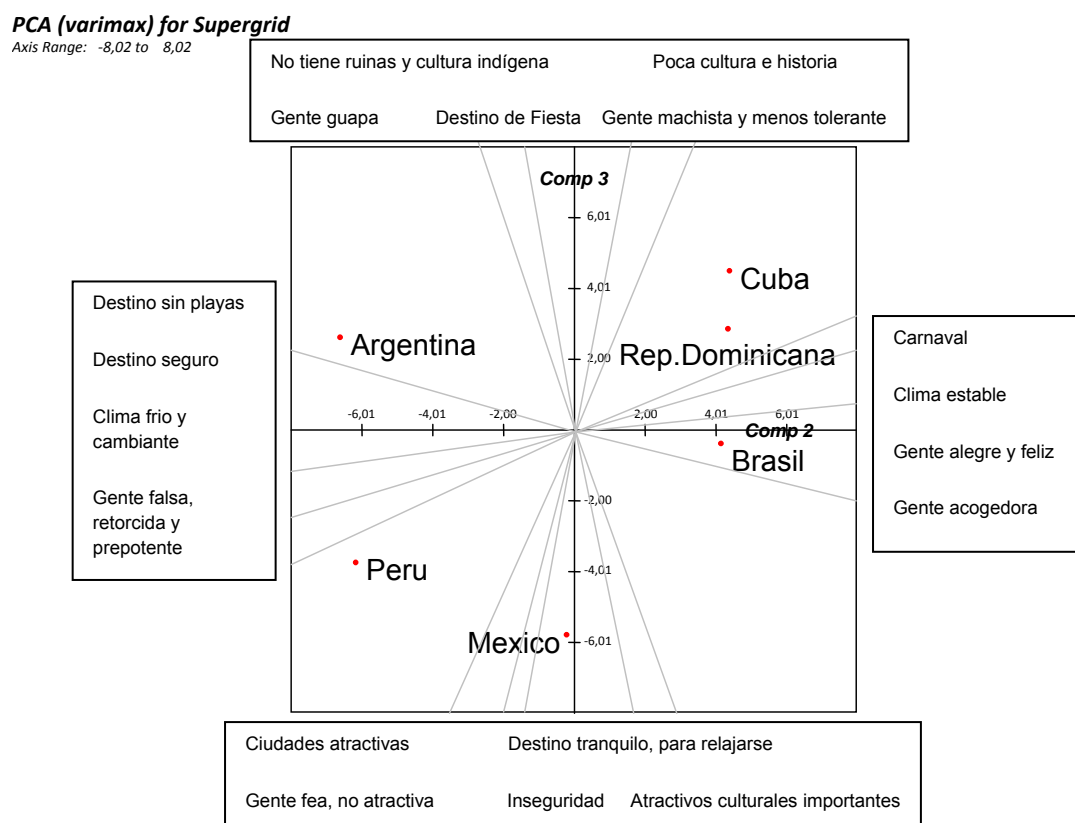 PCA (varimax) for Supergrid
Axis Range: -8,02 to 8,02
No tiene ruinas y cultura indígena Poca cultura e historia
Gente guapa Destino de Fiesta Gente machista y menos tolerante
Comp 3
6,01
4,01
2,00
-2,00
-4,01
-6,01
-6,01 -4,01 -2,00 2,00 4,01 6,01
Comp 2
Cuba
Rep.Dominicana
Argentina
Brasil
Peru
Mexico
Destino sin playas
Destino seguro
Clima frio y
cambiante
Gente falsa,
retorcida y
prepotente
Carnaval
Clima estable
Gente alegre y feliz
Gente acogedora
Ciudades atractivas Destino tranquilo, para relajarse
Gente fea, no atractiva Inseguridad Atractivos culturales importantes